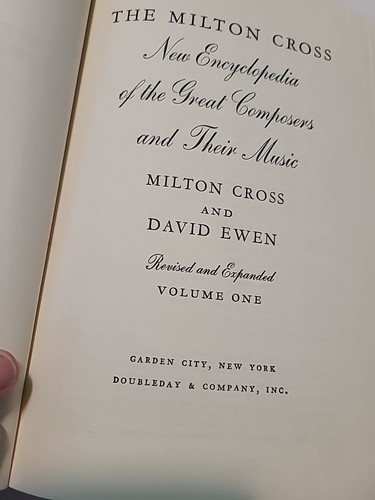 THE MILTON CROSS
New Encyclopedia
of the Great Composers
and Their Music
MILTON CROSS
AND
DAVID EWEN
Revised and Expanded
VOLUME ONE
GARDEN CITY, NEW YORK
DOUBLEDAY & COMPANY, INC.